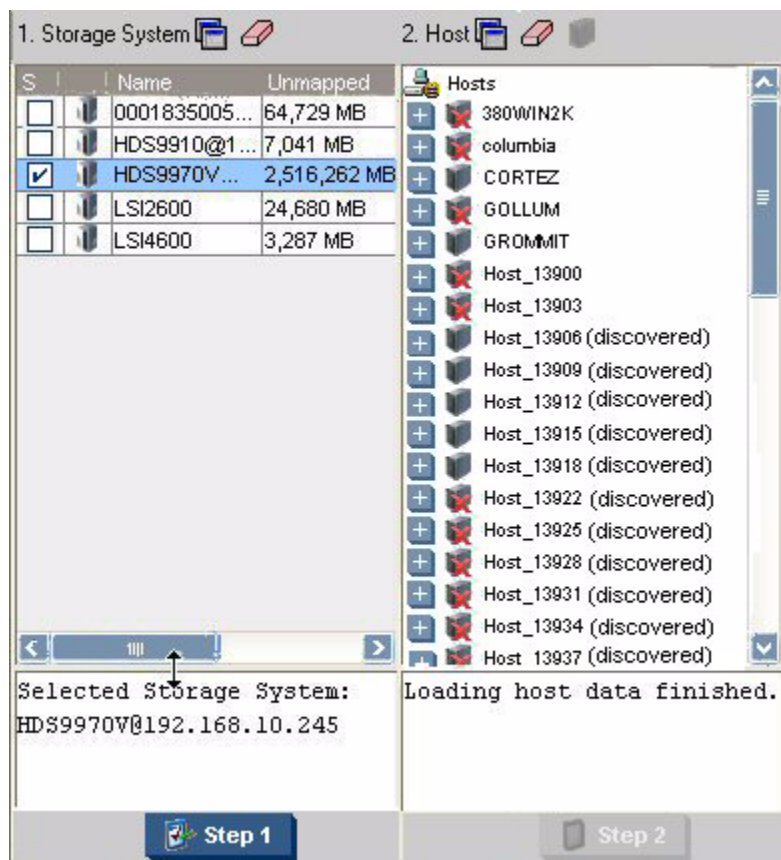 1. Storage System
S Name Unmapped
0001835005... 64,729 MB
HDS9910@1... 7,041 MB
HDS9970V... 2,516,262 MB
LSI2600 24,680 MB
LSI4600 3,287 MB
Selected Storage System:
HDS9970V@192.168.10.245
Step 1
2. Host
Hosts
380WIN2K
columbia
CORTEZ
GOLLUM
GROMMIT
Host_13900
Host_13903
Host_13906 (discovered)
Host_13909 (discovered)
Host_13912 (discovered)
Host_13915 (discovered)
Host_13918 (discovered)
Host_13922 (discovered)
Host_13925 (discovered)
Host_13928 (discovered)
Host_13931 (discovered)
Host_13934 (discovered)
Host_13937 (discovered)
Loading host data finished.
Step 2